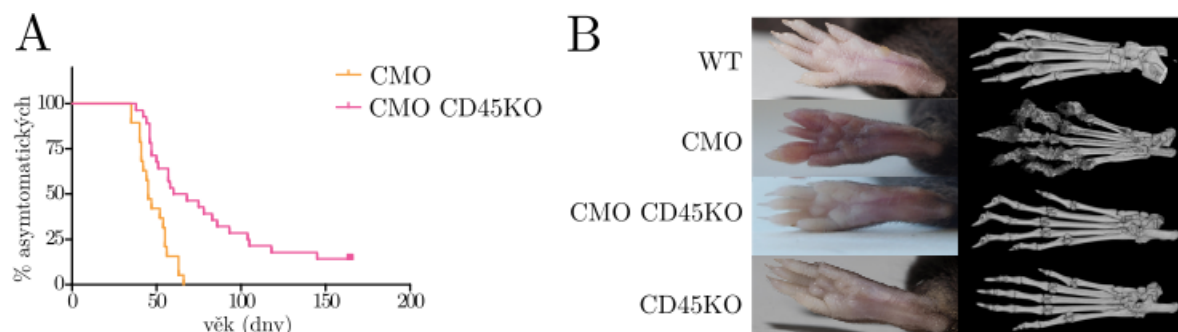 A
CMO
CMO CD45KO
% asyntomatických
100
75
50
25
0
0
50
100
150
200
věk (dny)
B
WT
CMO
CMO CD45KO
CD45KO